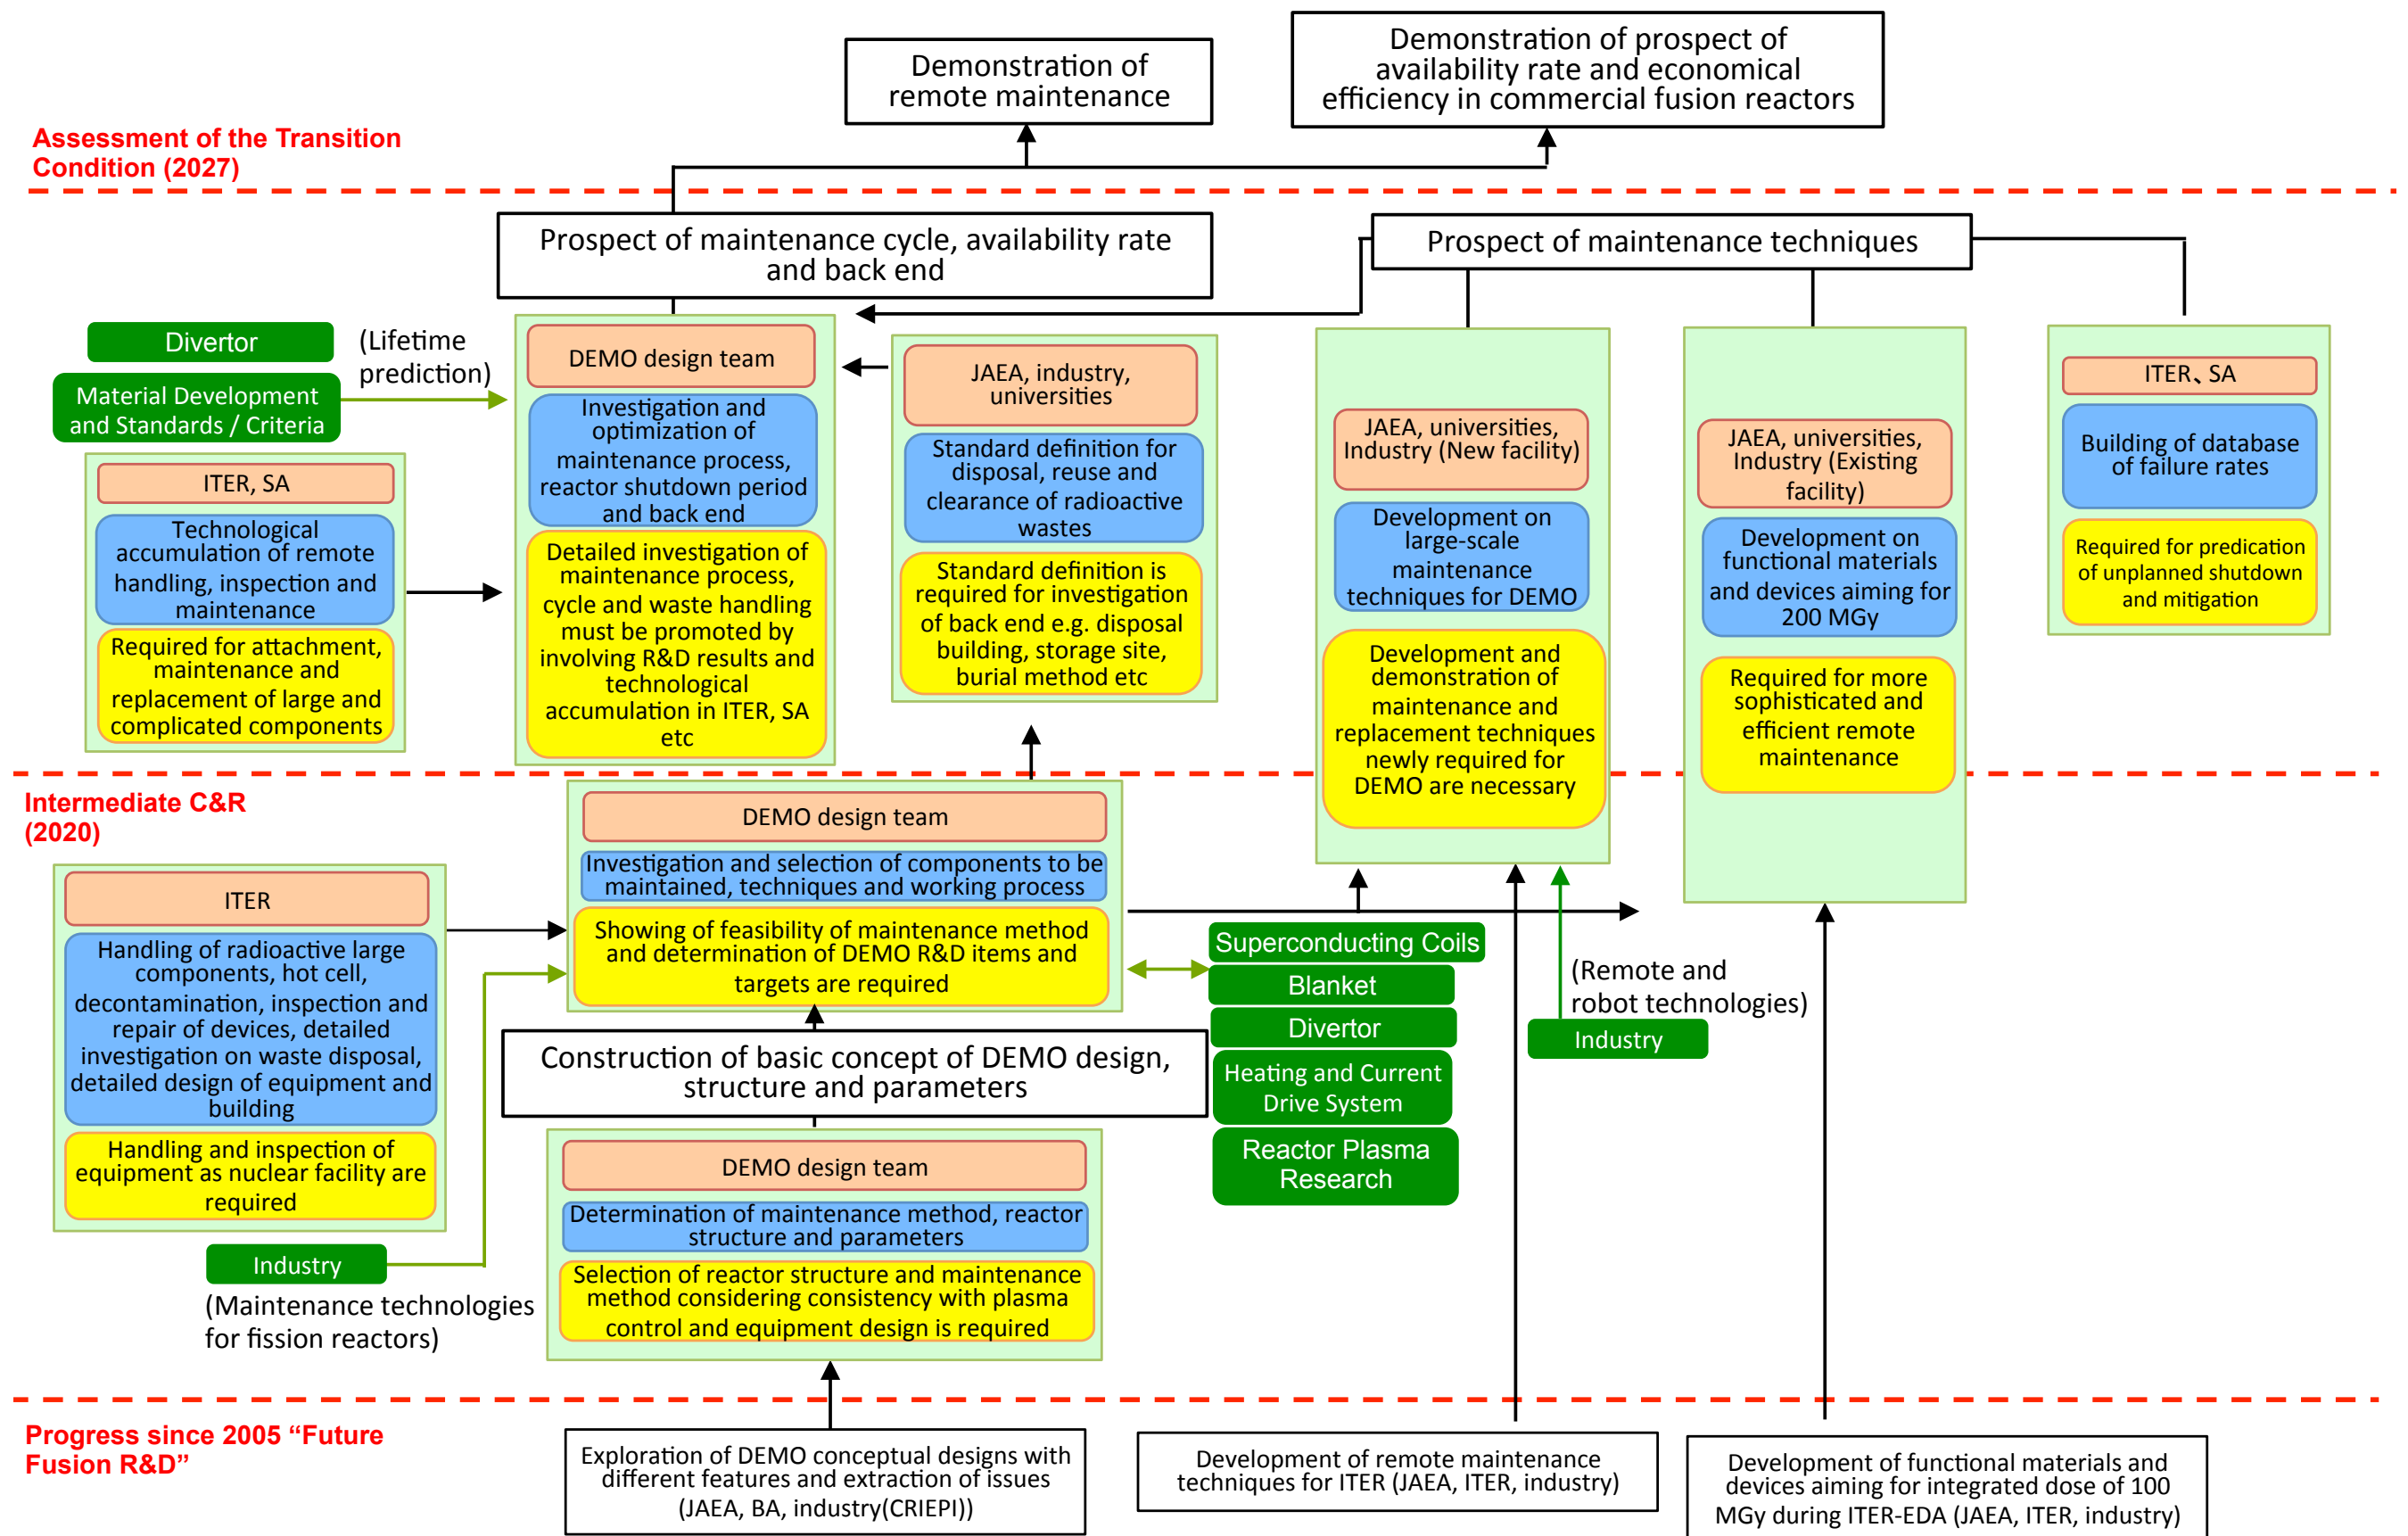 Demonstration of
remote maintenance
Demonstration of prospect of
availability rate and economical
efficiency in commercial fusion reactors
Assessment of the Transition
Condition (2027)
Prospect of maintenance cycle, availability rate
and back end
Prospect of maintenance techniques
Divertor
(Lifetime
prediction)
Material Development
and Standards / Criteria
ITER, SA
Technological
accumulation of remote
handling, inspection and
maintenance
Required for attachment,
maintenance and
replacement of large and
complicated components
DEMO design team
Investigation and
optimization of
maintenance process,
reactor shutdown period
and back end
Detailed investigation of
maintenance process,
cycle and waste handling
must be promoted by
involving R&D results and
technological
accumulation in ITER, SA
etc
JAEA, industry,
universities
Standard definition for
disposal, reuse and
clearance of radioactive
wastes
Standard definition is
required for investigation
of back end e.g. disposal
building, storage site,
burial method etc
JAEA, universities,
Industry (New facility)
Development on
large-scale
maintenance
techniques for DEMO
Development and
demonstration of
maintenance and
replacement techniques
newly required for
DEMO are necessary
JAEA, universities,
Industry (Existing
facility)
Development on
functional materials
and devices aiming for
200 MGy
Required for more
sophisticated and
efficient remote
maintenance
ITER、SA
Building of database
of failure rates
Required for predication
of unplanned shutdown
and mitigation
Intermediate C&R
(2020)
ITER
Handling of radioactive large
components, hot cell,
decontamination, inspection and
repair of devices, detailed
investigation on waste disposal,
detailed design of equipment and
building
Handling and inspection of
equipment as nuclear facility are
required
Industry
(Maintenance technologies
for fission reactors)
DEMO design team
Investigation and selection of components to be
maintained, techniques and working process
Showing of feasibility of maintenance method
and determination of DEMO R&D items and
targets are required
Construction of basic concept of DEMO design,
structure and parameters
DEMO design team
Determination of maintenance method, reactor
structure and parameters
Selection of reactor structure and maintenance
method considering consistency with plasma
control and equipment design is required
Superconducting Coils
Blanket
Divertor
Heating and Current
Drive System
Reactor Plasma
Research
(Remote and
robot technologies)
Industry
Progress since 2005 “Future
Fusion R&D”
Exploration of DEMO conceptual designs with
different features and extraction of issues
(JAEA, BA, industry(CRIEPI))
Development of remote maintenance
techniques for ITER (JAEA, ITER, industry)
Development of functional materials and
devices aiming for integrated dose of 100
MGy during ITER-EDA (JAEA, ITER, industry)